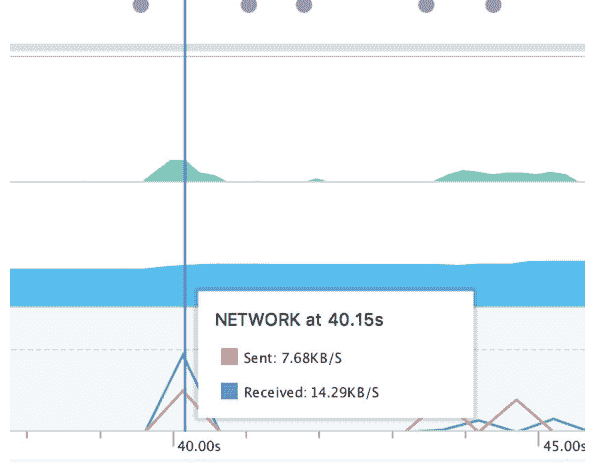 NETWORK at 40.15s
Sent: 7.68KB/S
Received: 14.29KB/S
40.00s
45.00s